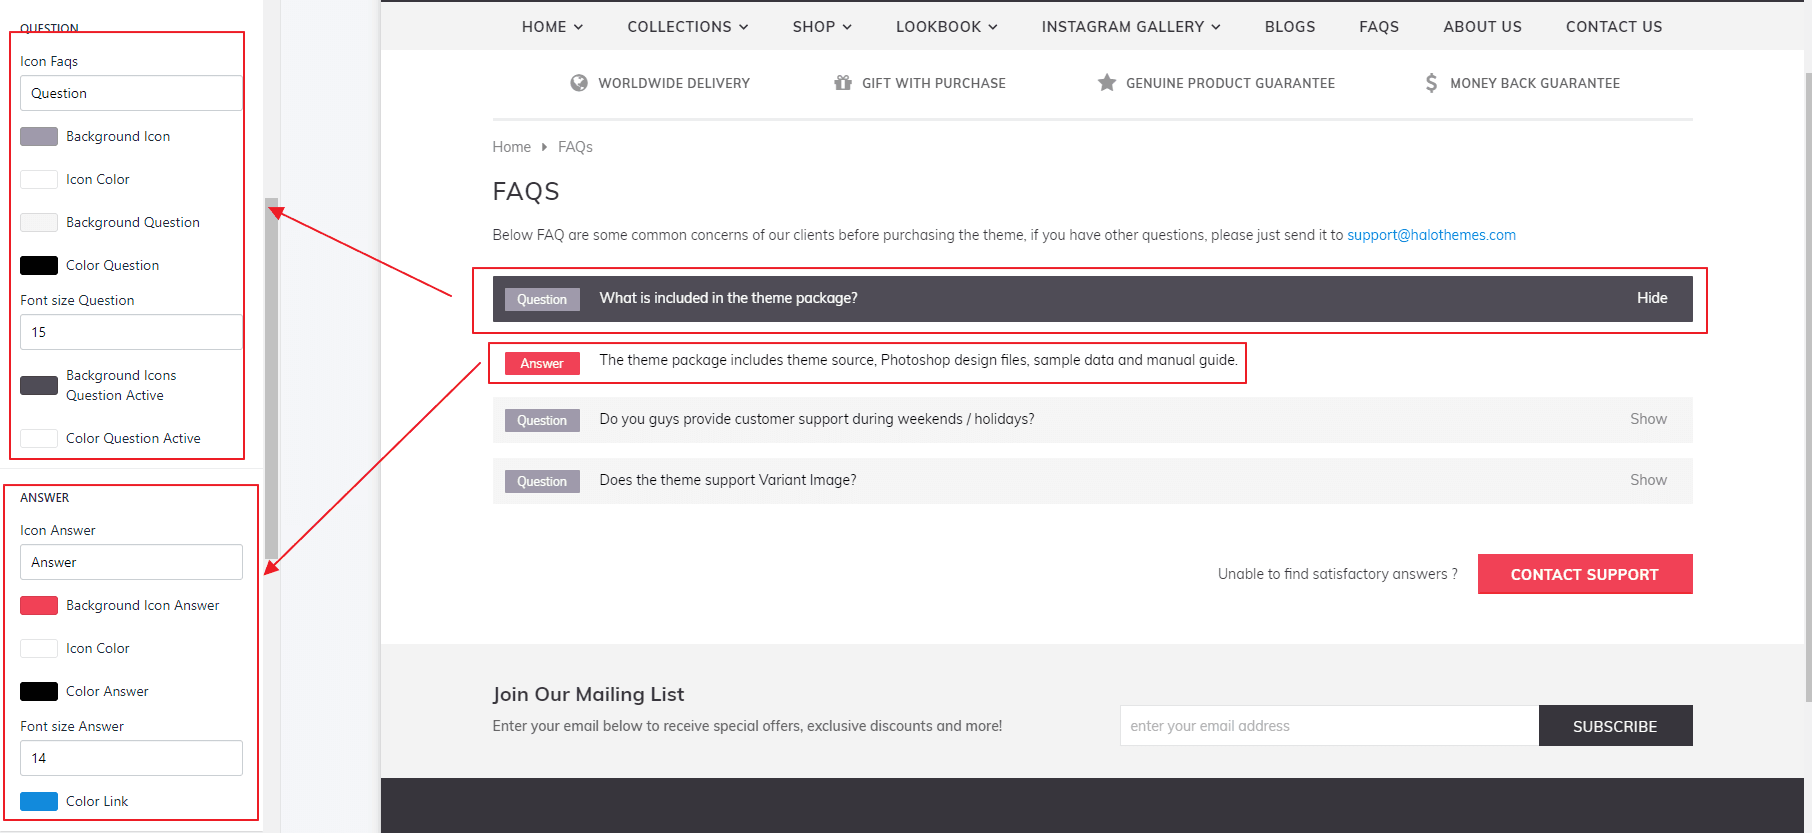 QUESTION
Icon Faqs
Question
Background Icon
Icon Color
Background Question
Color Question
Font size Question
15
Background Icons
Question Active
Color Question Active
ANSWER
Icon Answer
Answer
Background Icon Answer
Icon Color
Color Answer
Font size Answer
14
Color Link
HOME COLLECTIONS SHOP LOOKBOOK INSTAGRAM GALLERY BLOGS FAQS ABOUT US CONTACT US
WORLDWIDE DELIVERY GIFT WITH PURCHASE GENUINE PRODUCT GUARANTEE MONEY BACK GUARANTEE
Home FAQs
FAQS
Below FAQ are some common concerns of our clients before purchasing the theme, if you have other questions, please just send it to support@halothemes.com
Question What is included in the theme package? Hide
Answer The theme package includes theme source, Photoshop design files, sample data and manual guide.
Question Do you guys provide customer support during weekends / holidays? Show
Question Does the theme support Variant Image? Show
Unable to find satisfactory answers ? CONTACT SUPPORT
Join Our Mailing List
Enter your email below to receive special offers, exclusive discounts and more!
enter your email address SUBSCRIBE